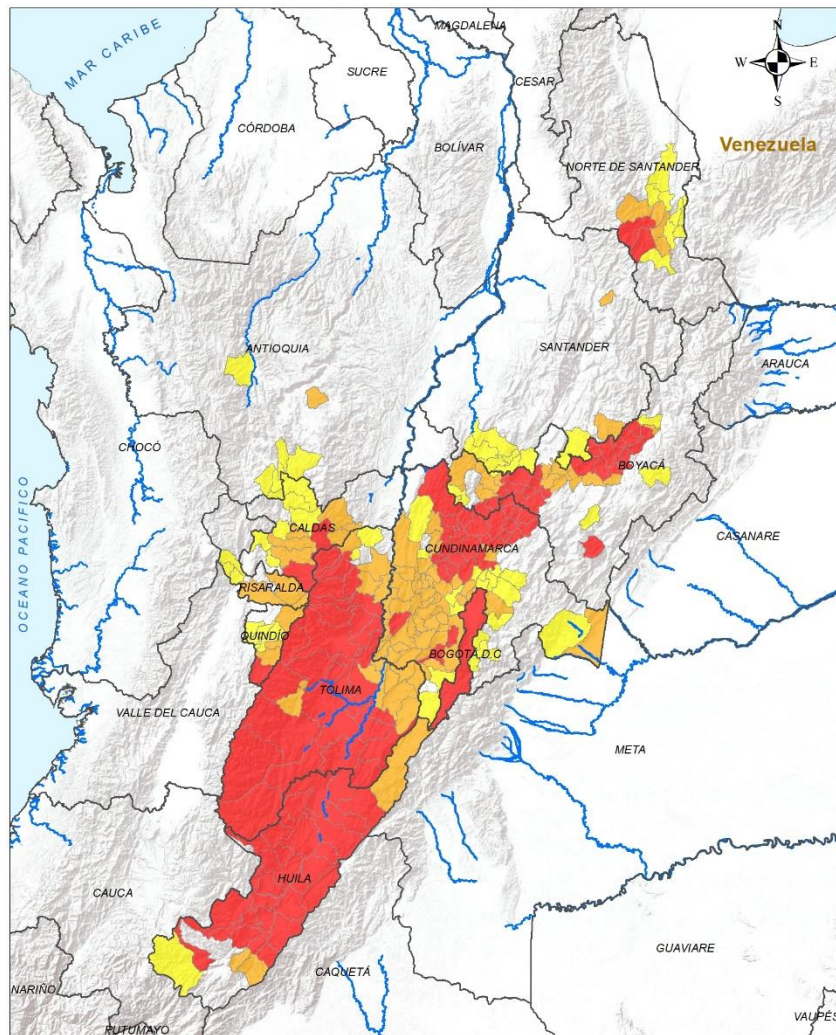 MAR CARIBE
MAGDALENA
N
W E
S
SUCRE
CESAR
CÓRDOBA
BOLÍVAR
NORTE DE SANTANDER
Venezuela
ANTIOQUIA
SANTANDER
ARAUCA
CHOCÓ
BOYACÁ
OCEANO PACIFICO
CALDAS
CUNDINAMARCA
CASANARE
RISARALDA
QUINDÍO
BOGOTÁ, D.C
TOLIMA
VALLE DEL CAUCA
META
HUILA
CAUCA
GUAVIARE
CAQUETÁ
NARIÑO
PUTUMAYO
VAUPÉS